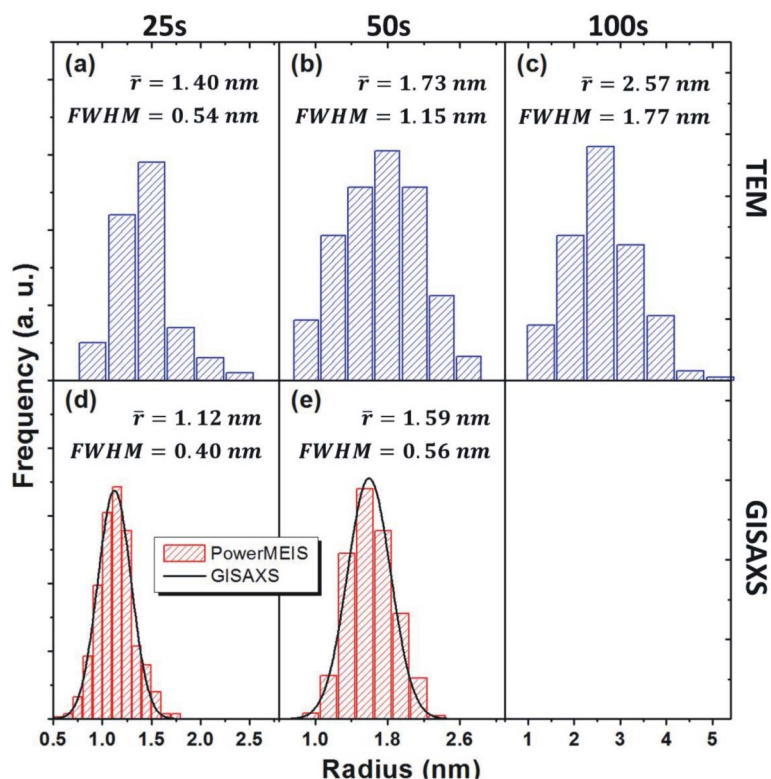 25s 50s 100s
(a) (b) (c)
r̄ = 1.40 nm r̄ = 1.73 nm r̄ = 2.57 nm
FWHM = 0.54 nm FWHM = 1.15 nm FWHM = 1.77 nm
TEM
Frequency (a. u.)
(d) (e)
r̄ = 1.12 nm r̄ = 1.59 nm
FWHM = 0.40 nm FWHM = 0.56 nm
GISAXS
PowerMEIS
GISAXS
0.5 1.0 1.5 2.0 2.5 1.0 1.8 2.6 1 2 3 4 5
Radius (nm)